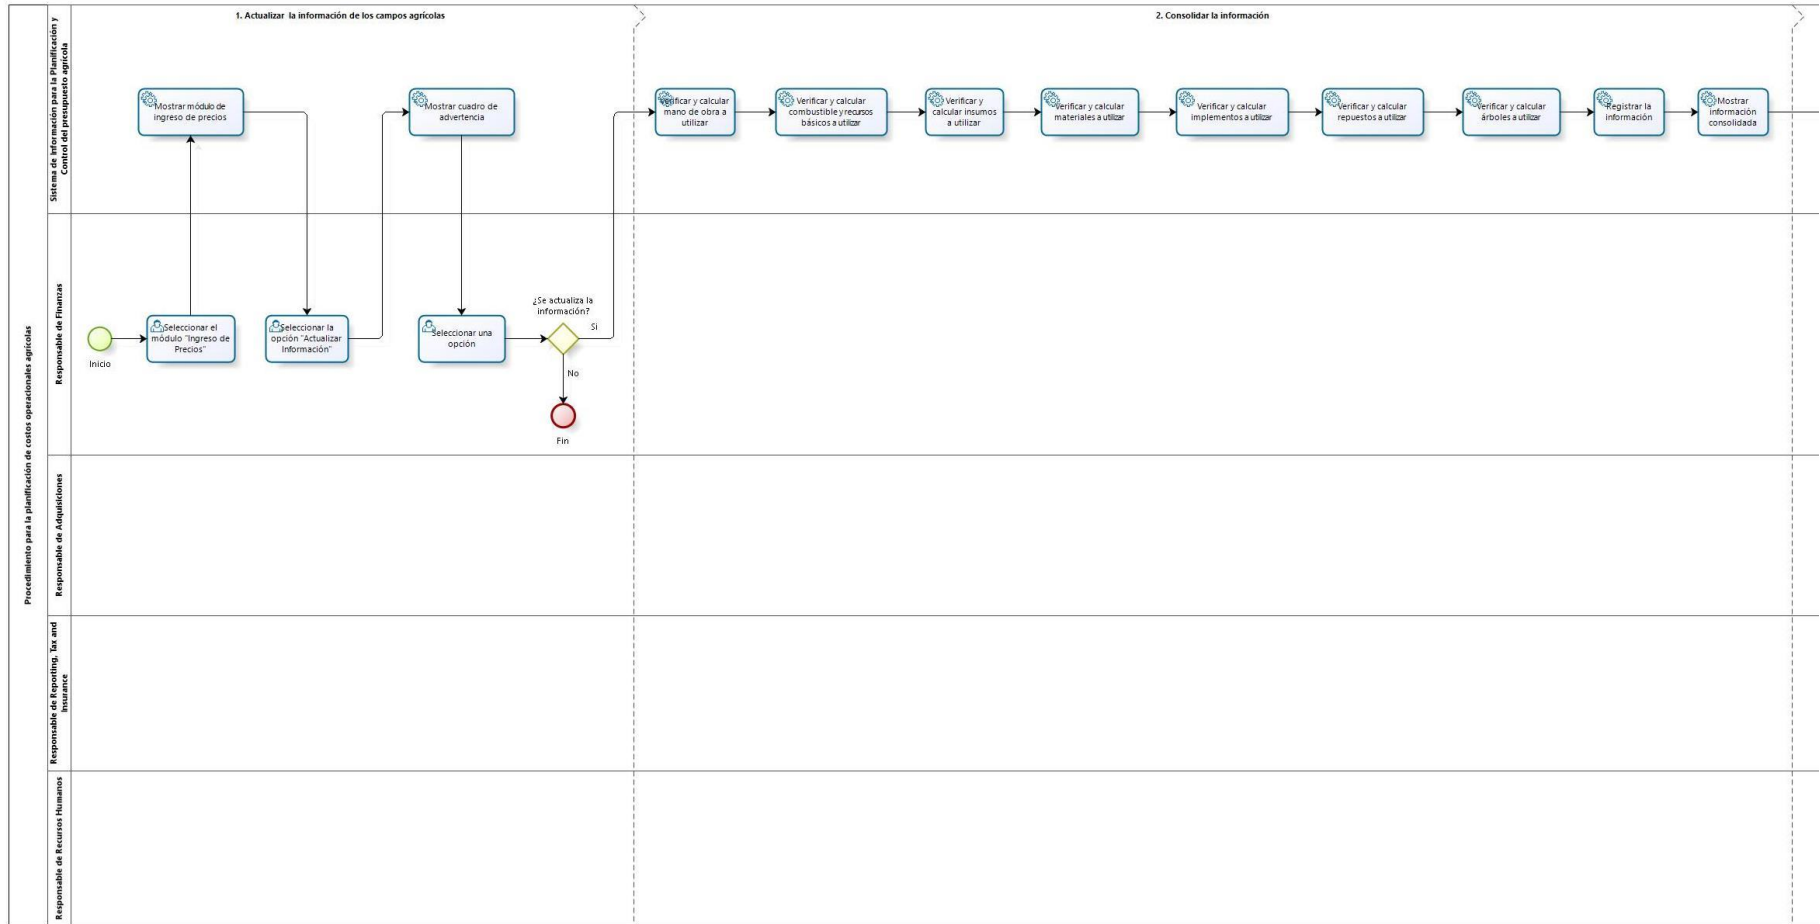 1. Actualizar la información de los campos agrícolas
2. Consolidar la información
Procedimiento para la planificación de costos operacionales agrícolas
Sistema de Información para la Planificación y
Control del presupuesto agrícola
Mostrar módulo de
ingreso de precios
Mostrar cuadro de
advertencia
Verificar y calcular
mano de obra a
utilizar
Verificar y calcular
combustible y recursos
básicos a utilizar
Verificar y
calcular insumos
a utilizar
Verificar y calcular
materiales a utilizar
Verificar y calcular
implementos a utilizar
Verificar y calcular
repuestos a utilizar
Verificar y calcular
árboles a utilizar
Registrar la
información
Mostrar
información
consolidada
Responsable de Finanzas
Inicio
Seleccionar el
módulo "Ingreso de
Precios"
Seleccionar la
opción "Actualizar
Información"
Seleccionar una
opción
¿Se actualiza la
información?
Si
No
Fin
Responsable de Adquisiciones
Responsable de Reporting, Tax and
Insurance
Responsable de Recursos Humanos